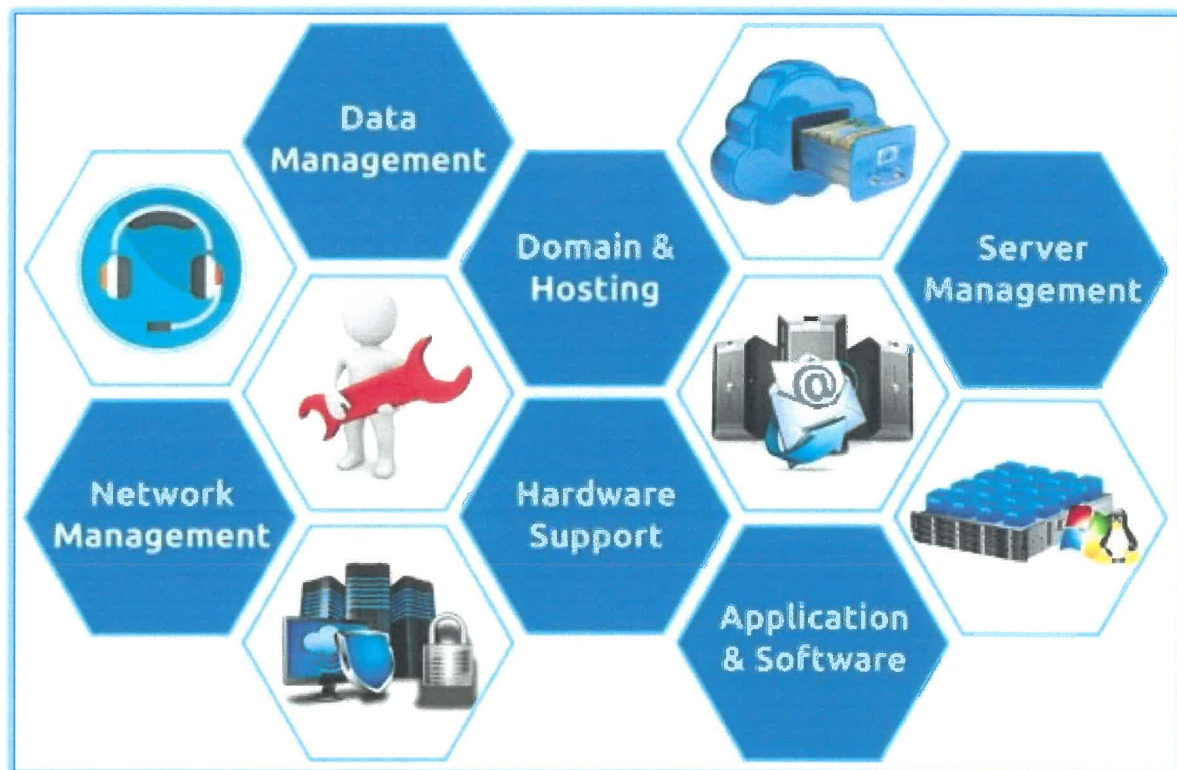 Data
Management
Domain &
Hosting
Server
Management
Network
Management
Hardware
Support
@
Application
& Software